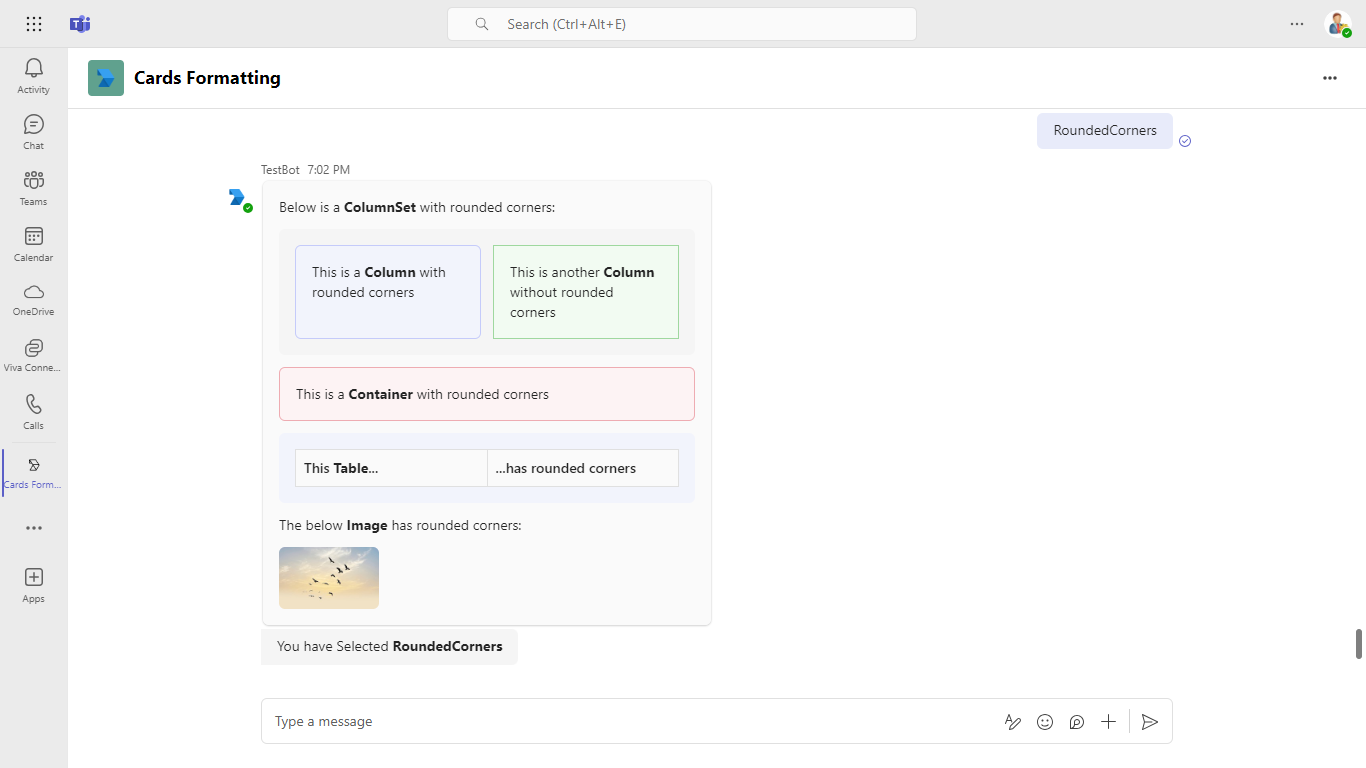 Search (Ctrl+Alt+E)
Cards Formatting
Activity
Chat
Teams
Calendar
OneDrive
Viva Conne...
Calls
Cards Form...
Apps
RoundedCorners
TestBot 7:02 PM
Below is a ColumnSet with rounded corners:
This is a Column with
rounded corners
This is another Column
without rounded
corners
This is a Container with rounded corners
This Table...
...has rounded corners
The below Image has rounded corners:
You have Selected RoundedCorners
Type a message